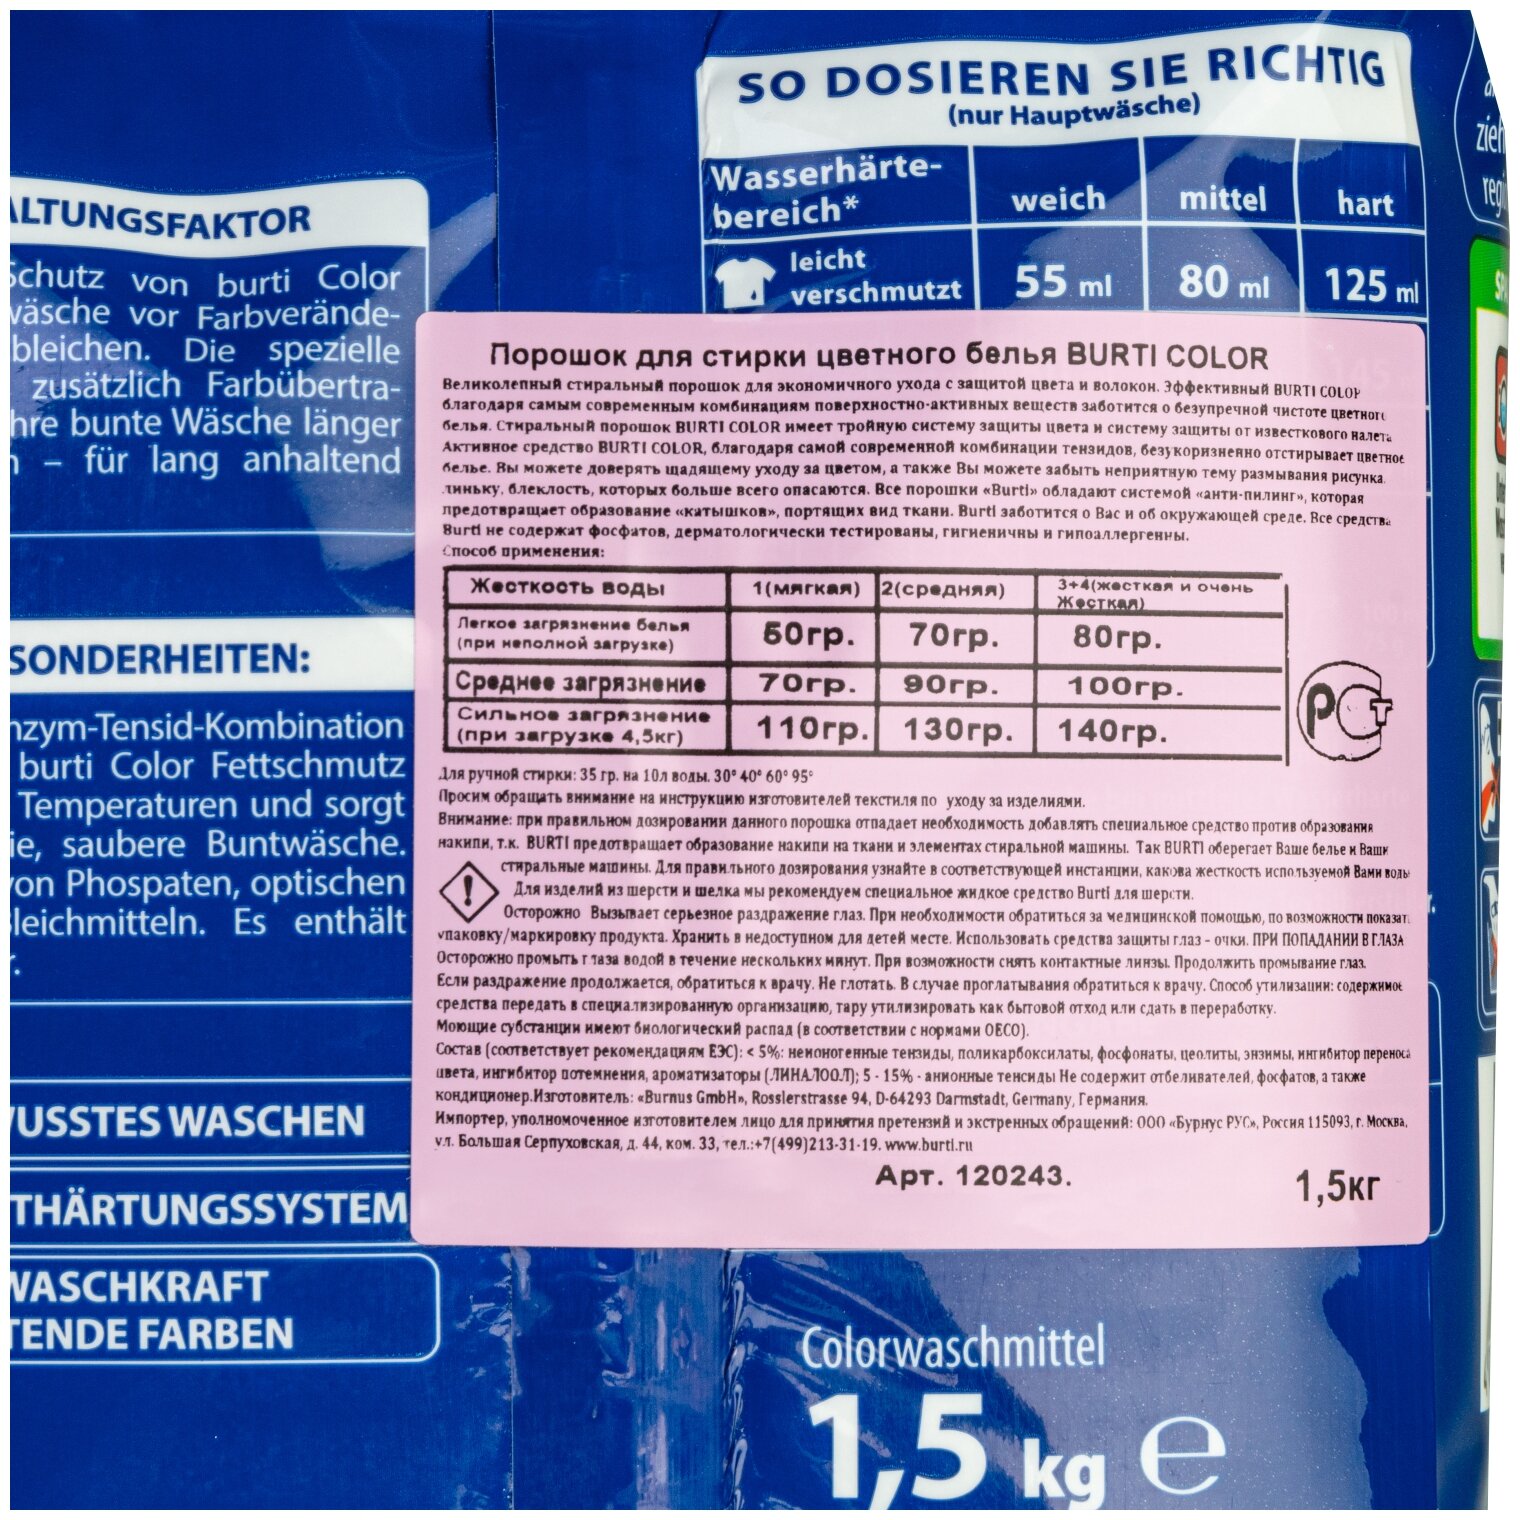 SO DOSIEREN SIE RICHTIG
(nur Hauptwäsche)
Wasserhärte-
bereich*
weich
mittel
hart
leicht
verschmutzt
55 ml
80 ml
125 ml
ALTUNGSFAKTOR
Schutz von burti Color
wäsche vor Farbverände-
bleichen. Die spezielle
zusätzlich Farbübertra-
hre bunte Wäsche länger
n – für lang anhaltend
SONDERHEITEN:
nzym-Tensid-Kombination
burti Color Fettschmutz
Temperaturen und sorgt
ie, saubere Buntwäsche.
von Phospaten, optischen
Bleichmitteln. Es enthält
r.
WUSSTES WASCHEN
THÄRTUNGSSYSTEM
WASCHKRAFT
TENDE FARBEN
Порошок для стирки цветного белья BURTI COLOR
Великолепный стиральный порошок для экономичного ухода с защитой цвета и волокон. Эффективный BURTI COLOR
благодаря самым современным комбинациям поверхностно-активных веществ заботится о безупречной чистоте цветного
белья. Стиральный порошок BURTI COLOR имеет тройную систему защиты цвета и систему защиты от известкового налета
Активное средство BURTI COLOR, благодаря самой современной комбинации тензидов, безукоризненно отстирывает цветное
белье. Вы можете доверять щадящему уходу за цветом, а также Вы можете забыть неприятную тему размывания рисунка,
линьку, блеклость, которых больше всего опасаются. Все порошки «Burti» обладают системой «анти-пилинг», которая
предотвращает образование «катышков», портящих вид ткани. Burti заботится о Вас и об окружающей среде. Все средства
Burti не содержат фосфатов, дерматологически тестированы, гигиеничны и гипоаллергенны.
Способ применения:
Жесткость воды
1(мягкая)
2(средняя)
3+4(жесткая и очень
Жесткая)
Легкое загрязнение белья
(при неполной загрузке)
50гр.
70гр.
80гр.
Среднее загрязнение
70гр.
90гр.
100гр.
Сильное загрязнение
(при загрузке 4,5кг)
110гр.
130гр.
140гр.
РСТ
Для ручной стирки: 35 гр. на 10л воды. 30° 40° 60° 95°
Просим обращать внимание на инструкцию изготовителей текстиля по уходу за изделиями.
Внимание: при правильном дозировании данного порошка отпадает необходимость добавлять специальное средство против образования
накипи, т.к. BURTI предотвращает образование накипи на ткани и элементах стиральной машины. Так BURTI оберегает Ваше белье и Ваши
стиральные машины. Для правильного дозирования узнайте в соответствующей инстанции, какова жесткость используемой Вами воды
Для изделий из шерсти и шелка мы рекомендуем специальное жидкое средство Burti для шерсти.
Осторожно Вызывает серьезное раздражение глаз. При необходимости обратиться за медицинской помощью, по возможности показать
упаковку/маркировку продукта. Хранить в недоступном для детей месте. Использовать средства защиты глаз - очки. ПРИ ПОПАДАНИИ В ГЛАЗА
Осторожно промыть глаза водой в течение нескольких минут. При возможности снять контактные линзы. Продолжить промывание глаз.
Если раздражение продолжается, обратиться к врачу. Не глотать. В случае проглатывания обратиться к врачу. Способ утилизации: содержимое
средства передать в специализированную организацию, тару утилизировать как бытовой отход или сдать в переработку.
Моющие субстанции имеют биологический распад (в соответствии с нормами OECO).
Состав (соответствует рекомендациям ЕЭС): < 5%: неионогенные тензиды, поликарбоксилаты, фосфонаты, цеолиты, энзимы, ингибитор переноса
цвета, ингибитор потемнения, ароматизаторы (ЛИНАЛООЛ); 5 - 15% - анионные тенсиды Не содержит отбеливателей, фосфатов, а также
кондиционер.Изготовитель: «Burnus GmbH», Rosslerstrasse 94, D-64293 Darmstadt, Germany, Германия.
Импортер, уполномоченное изготовителем лицо для принятия претензий и экстренных обращений: ООО «Бурнус РУС», Россия 115093, г. Москва,
ул. Большая Серпуховская, д. 44, ком. 33, тел.:+7(499)213-31-19. www.burti.ru
Арт. 120243.
1,5кг
Colorwaschmittel
1,5 kg e